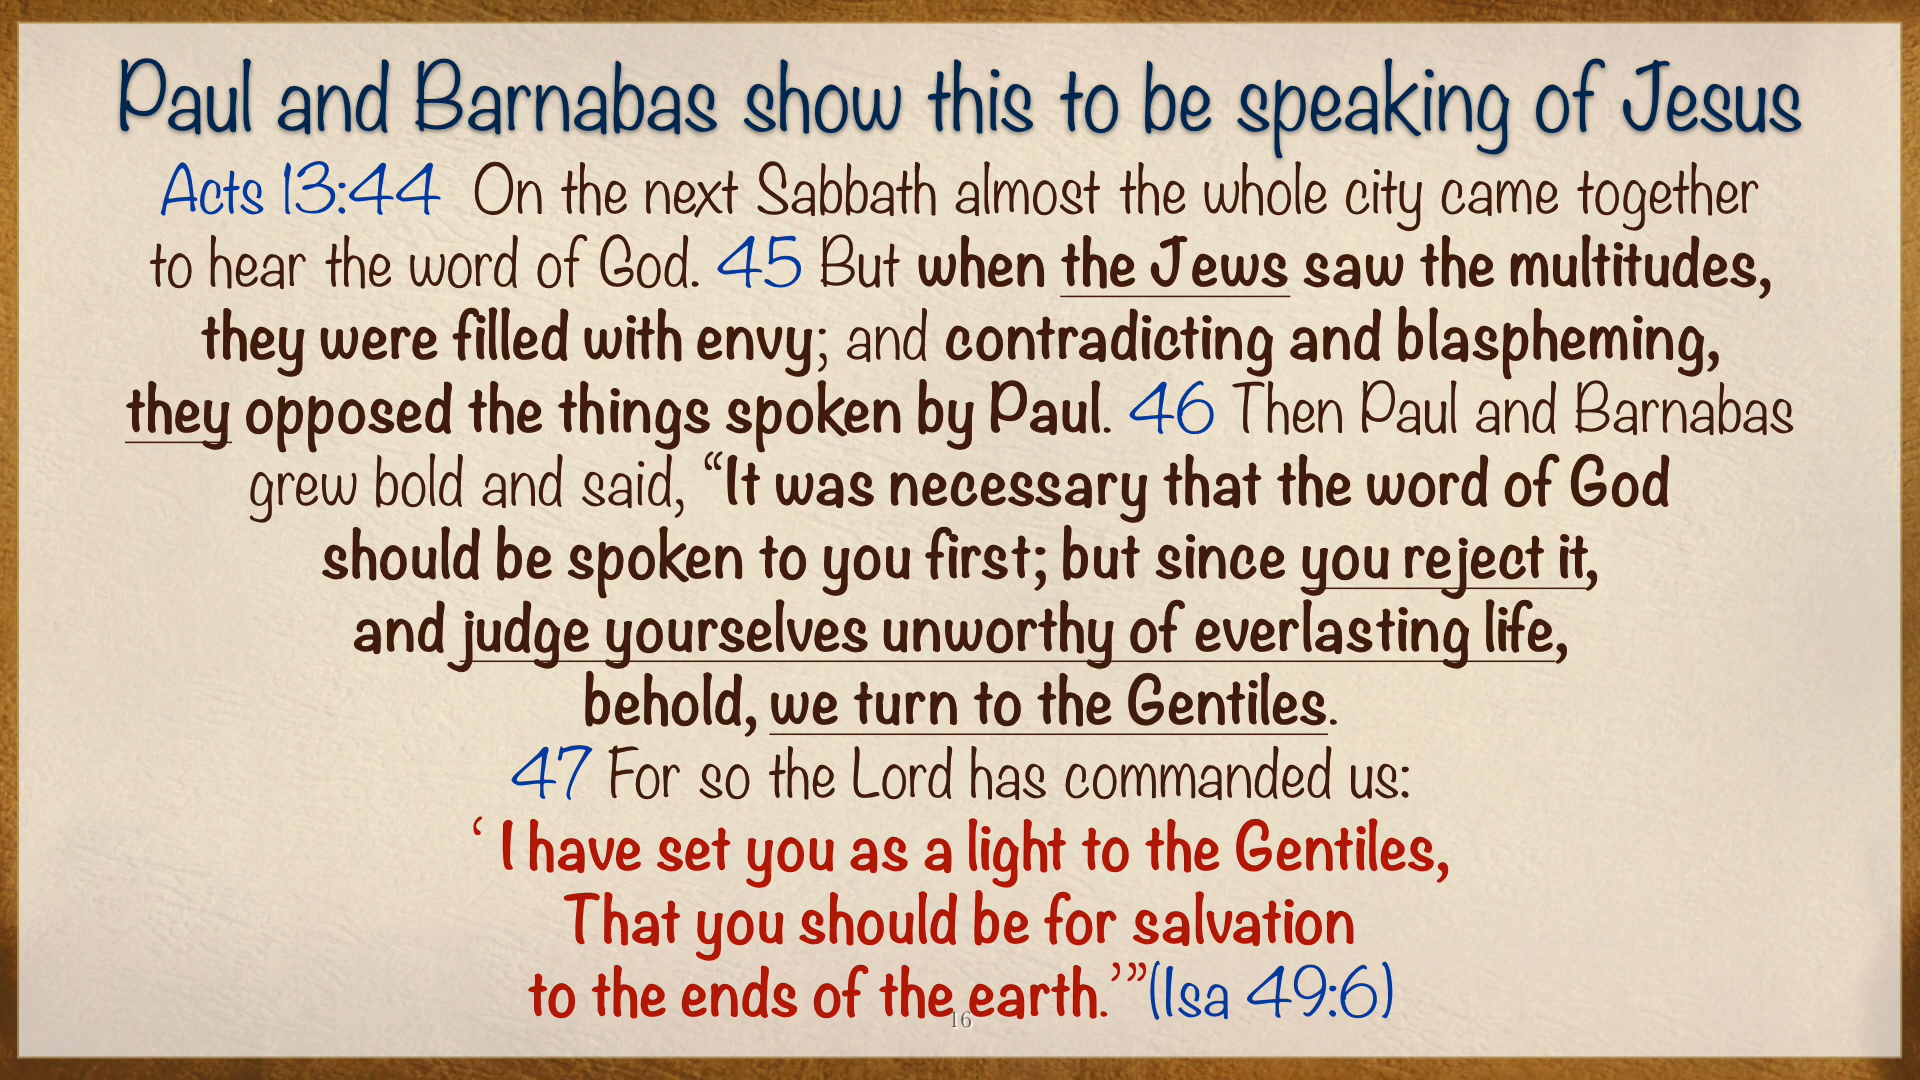 Paul and Barnabas show this to be speaking of Jesus
Acts 13:44 On the next Sabbath almost the whole city came together
to hear the word of God. 45 But when the Jews saw the multitudes,
they were filled with envy; and contradicting and blaspheming,
they opposed the things spoken by Paul. 46 Then Paul and Barnabas
grew bold and said, “It was necessary that the word of God
should be spoken to you first; but since you reject it,
and judge yourselves unworthy of everlasting life,
behold, we turn to the Gentiles.
47 For so the Lord has commanded us:
‘ I have set you as a light to the Gentiles,
That you should be for salvation
to the ends of the earth.’”(Isa 49:6)
16